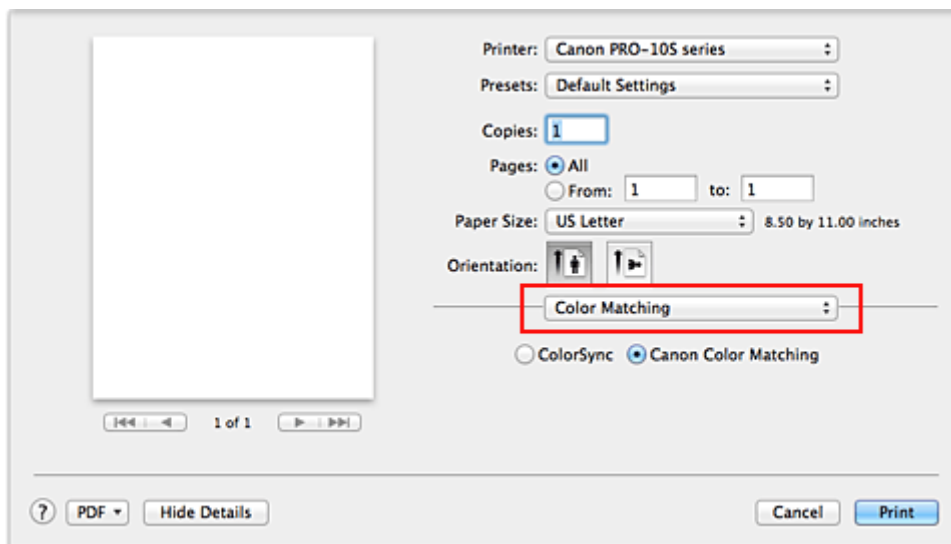 Printer: Canon PRO-10S series
Presets: Default Settings
Copies: 1
Pages: All
From: 1 to: 1
Paper Size: US Letter 8.50 by 11.00 inches
Orientation:
Color Matching
ColorSync Canon Color Matching
1 of 1
? PDF Hide Details Cancel Print